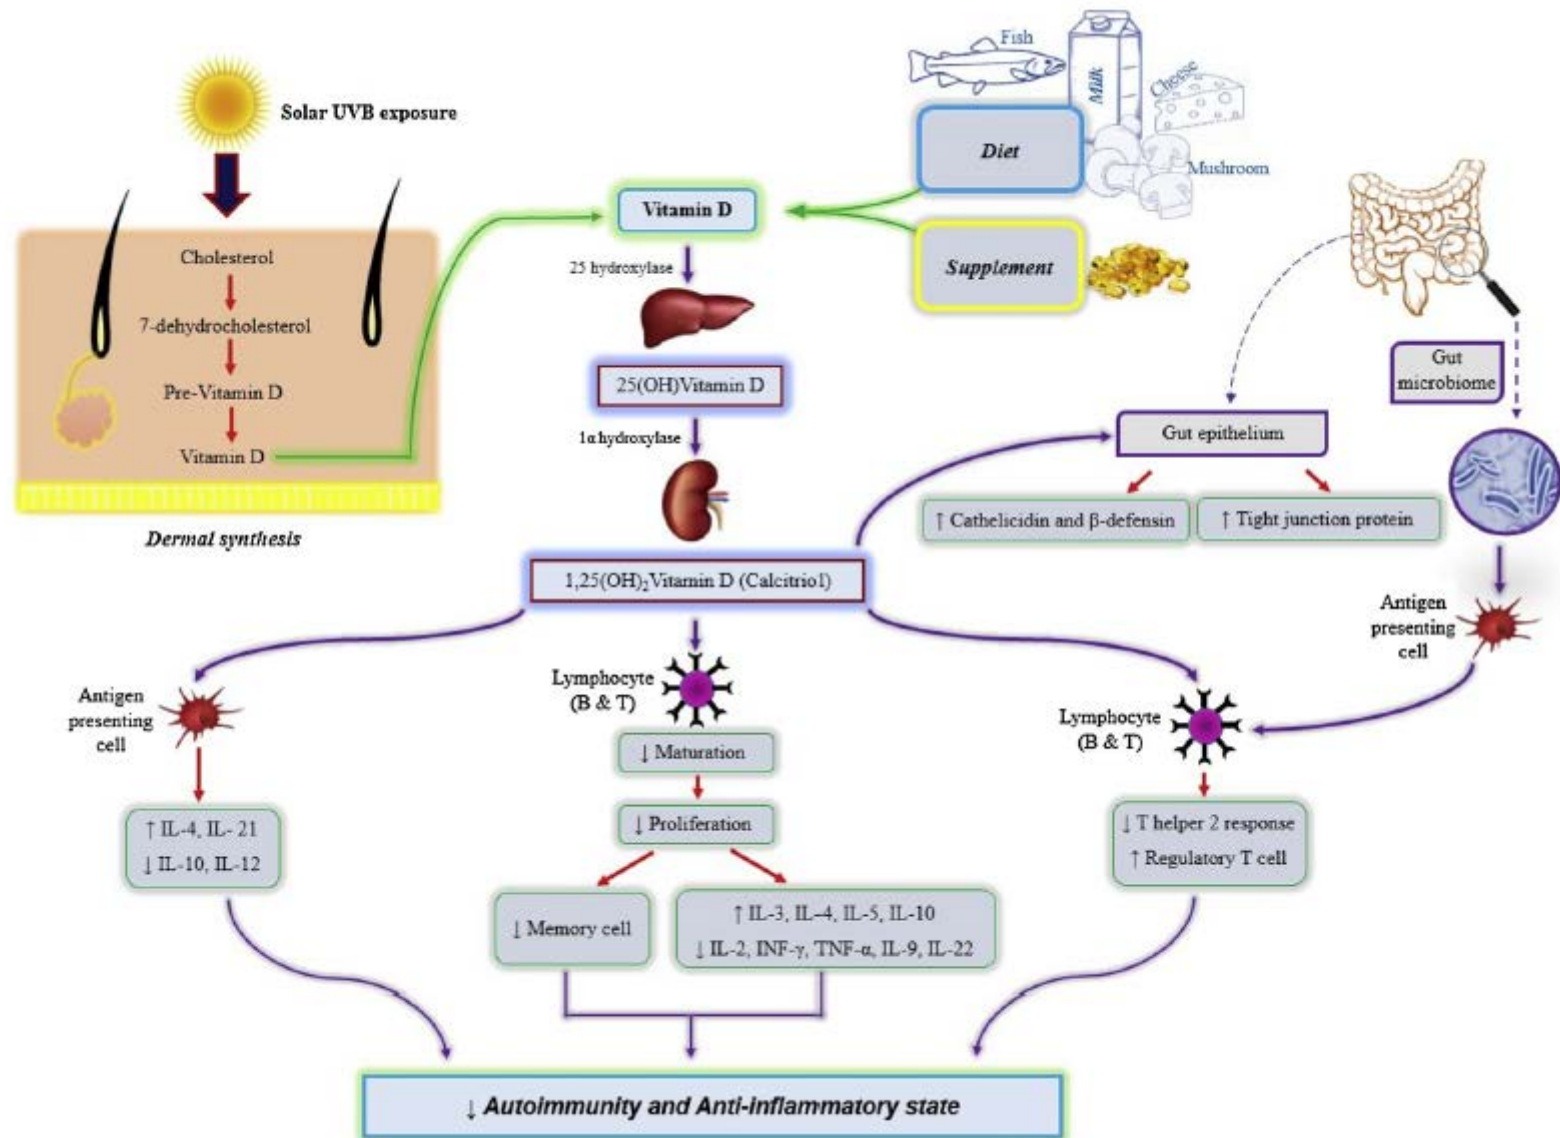 Solar UVB exposure
Cholesterol
7-dehydrocholesterol
Pre-Vitamin D
Vitamin D
Dermal synthesis
Vitamin D
25 hydroxylase
25(OH)Vitamin D
1α hydroxylase
1,25(OH)₂Vitamin D (Calcitriol)
Fish
Milk
Cheese
Mushroom
Diet
Supplement
Gut
microbiome
Gut epithelium
↑ Cathelicidin and β-defensin
↑ Tight junction protein
Antigen
presenting
cell
Antigen
presenting
cell
↑ IL-4, IL- 21
↓ IL-10, IL-12
Lymphocyte
(B & T)
↓ Maturation
↓ Proliferation
↓ Memory cell
↑ IL-3, IL-4, IL-5, IL-10
↓ IL-2, INF-γ, TNF-α, IL-9, IL-22
Lymphocyte
(B & T)
↓ T helper 2 response
↑ Regulatory T cell
↓ Autoimmunity and Anti-inflammatory state